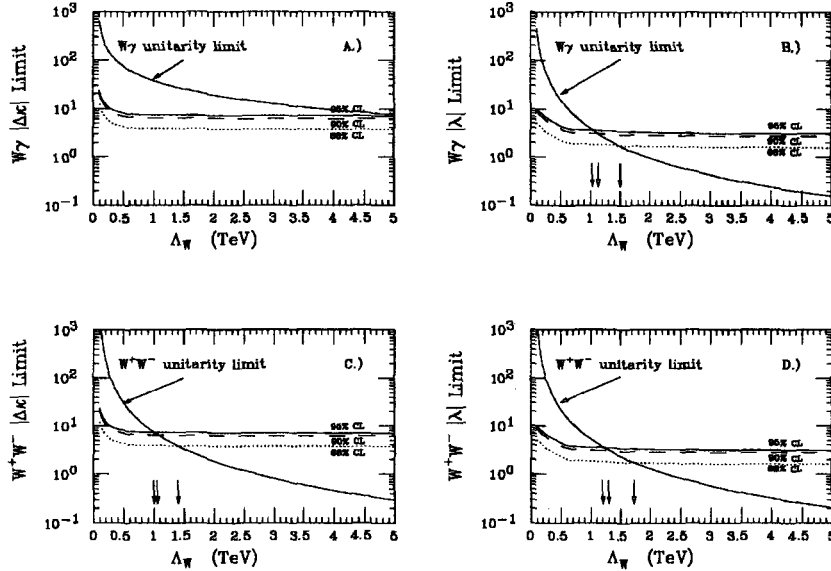 Wγ |Δκ| Limit
10³
10²
10¹
10⁰
10⁻¹
Wγ unitarity limit
A.)
95% CL
90% CL
68% CL
0 0.5 1 1.5 2 2.5 3 3.5 4 4.5 5
Λ_W (TeV)
Wγ |λ| Limit
10³
10²
10¹
10⁰
10⁻¹
Wγ unitarity limit
B.)
95% CL
90% CL
68% CL
0 0.5 1 1.5 2 2.5 3 3.5 4 4.5 5
Λ_W (TeV)
W⁺W⁻ |Δκ| Limit
10³
10²
10¹
10⁰
10⁻¹
W⁺W⁻ unitarity limit
C.)
95% CL
90% CL
68% CL
0 0.5 1 1.5 2 2.5 3 3.5 4 4.5 5
Λ_W (TeV)
W⁺W⁻ |λ| Limit
10³
10²
10¹
10⁰
10⁻¹
W⁺W⁻ unitarity limit
D.)
95% CL
90% CL
68% CL
0 0.5 1 1.5 2 2.5 3 3.5 4 4.5 5
Λ_W (TeV)